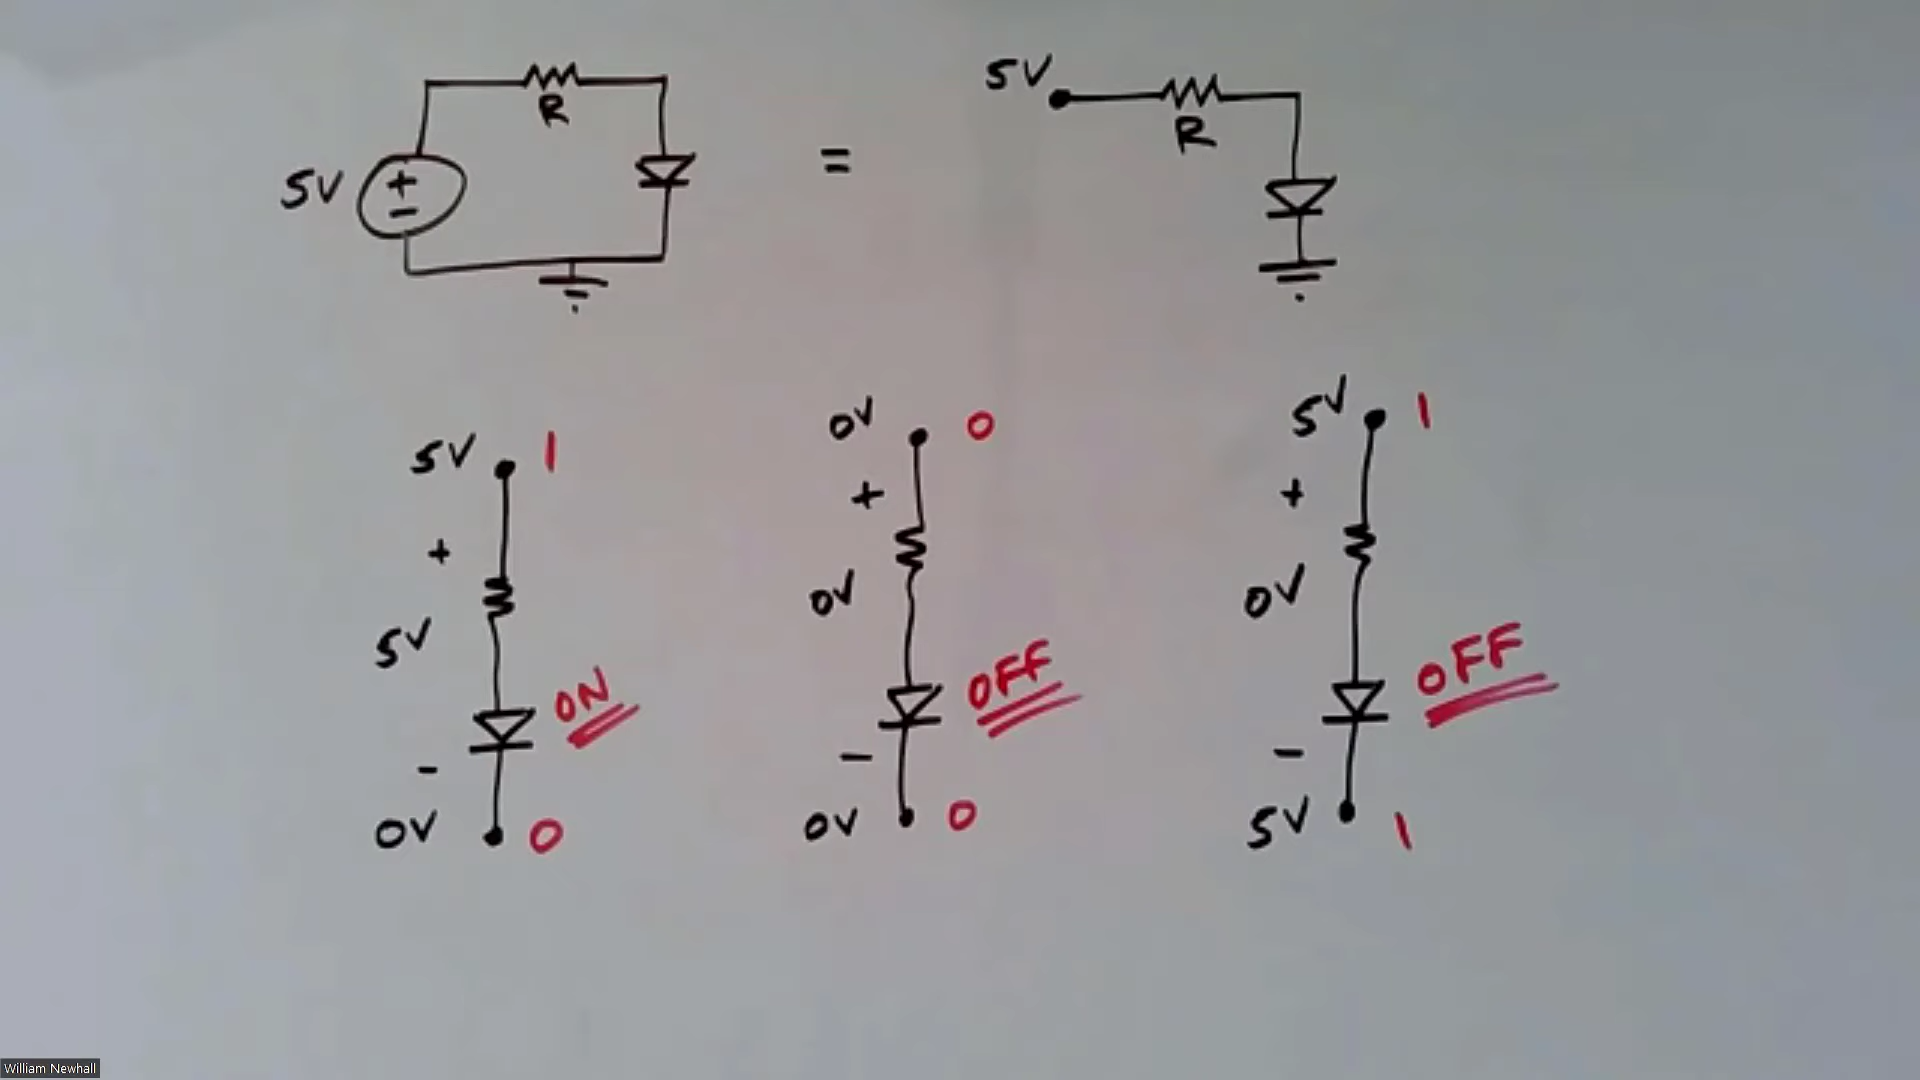 5V
R
=
5V
R
5V 1
+
5V
ON
-
0V 0
0V 0
+
0V
OFF
-
0V 0
5V 1
+
0V
OFF
-
5V 1
William Newhall